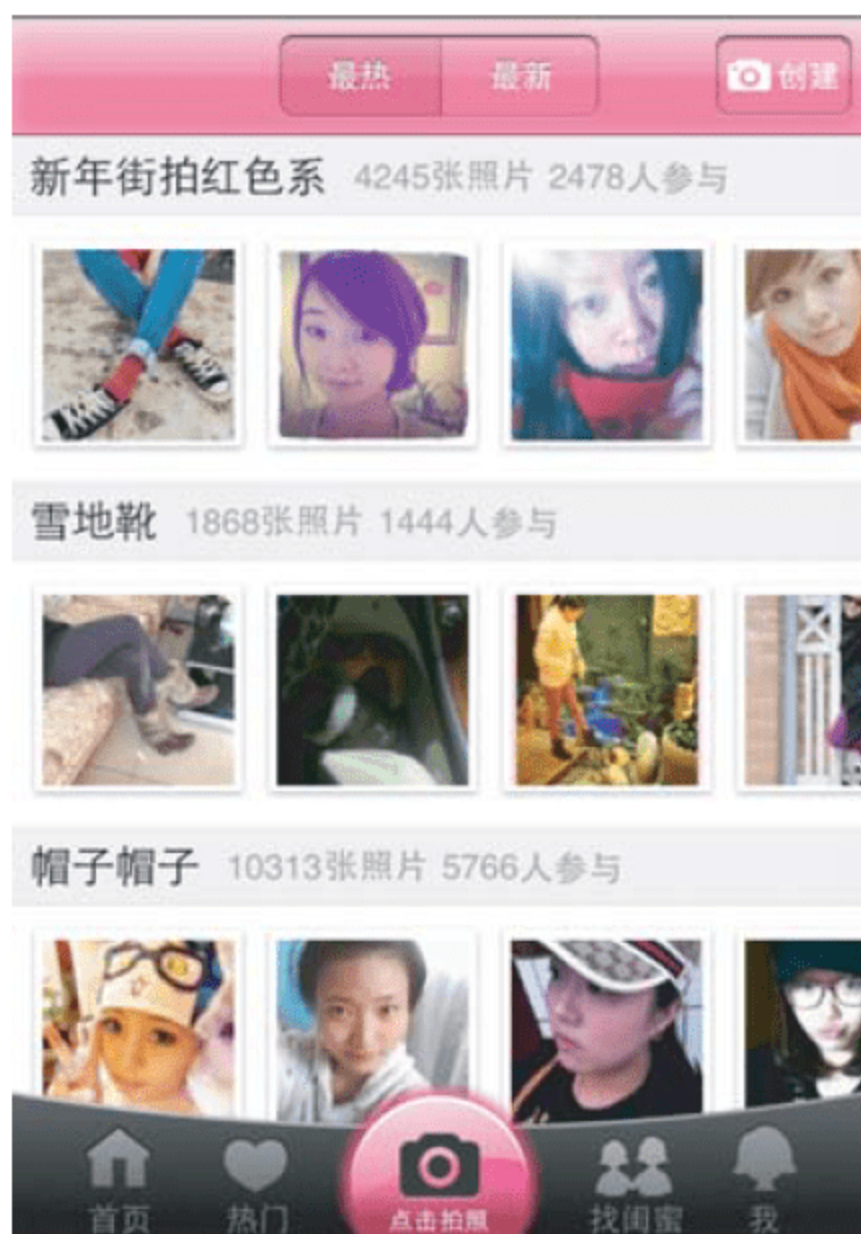 最热 最新 创建
新年街拍红色系 4245张照片 2478人参与
雪地靴 1868张照片 1444人参与
帽子帽子 10313张照片 5766人参与
首页 热门 点击拍照 找闺蜜 我